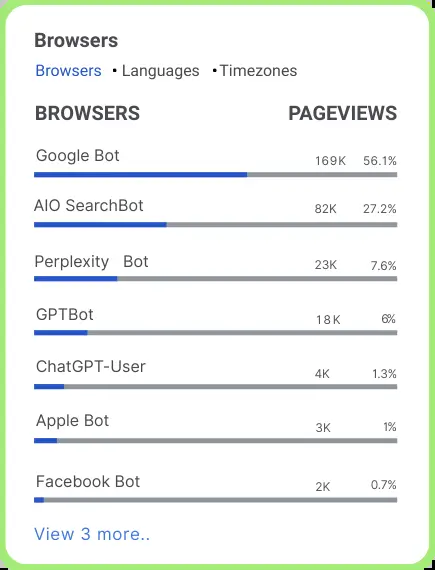 Browsers
Browsers • Languages • Timezones
BROWSERS PAGEVIEWS
Google Bot 169K 56.1%
AIO SearchBot 82K 27.2%
Perplexity Bot 23K 7.6%
GPTBot 18K 6%
ChatGPT-User 4K 1.3%
Apple Bot 3K 1%
Facebook Bot 2K 0.7%
View 3 more..